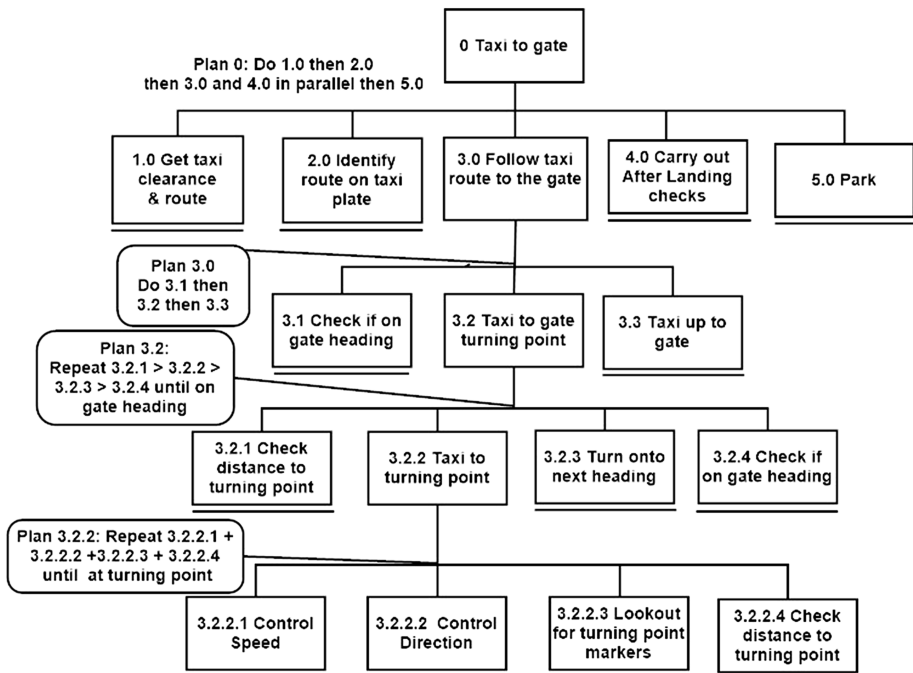 0 Taxi to gate
Plan 0: Do 1.0 then 2.0
then 3.0 and 4.0 in parallel then 5.0
1.0 Get taxi
clearance
& route
2.0 Identify
route on taxi
plate
3.0 Follow taxi
route to the gate
4.0 Carry out
After Landing
checks
5.0 Park
Plan 3.0
Do 3.1 then
3.2 then 3.3
3.1 Check if on
gate heading
3.2 Taxi to gate
turning point
3.3 Taxi up to
gate
Plan 3.2:
Repeat 3.2.1 > 3.2.2 >
3.2.3 > 3.2.4 until on
gate heading
3.2.1 Check
distance to
turning point
3.2.2 Taxi to
turning point
3.2.3 Turn onto
next heading
3.2.4 Check if
on gate heading
Plan 3.2.2: Repeat 3.2.2.1 +
3.2.2.2 +3.2.2.3 + 3.2.2.4
until at turning point
3.2.2.1 Control
Speed
3.2.2.2 Control
Direction
3.2.2.3 Lookout
for turning point
markers
3.2.2.4 Check
distance to
turning point